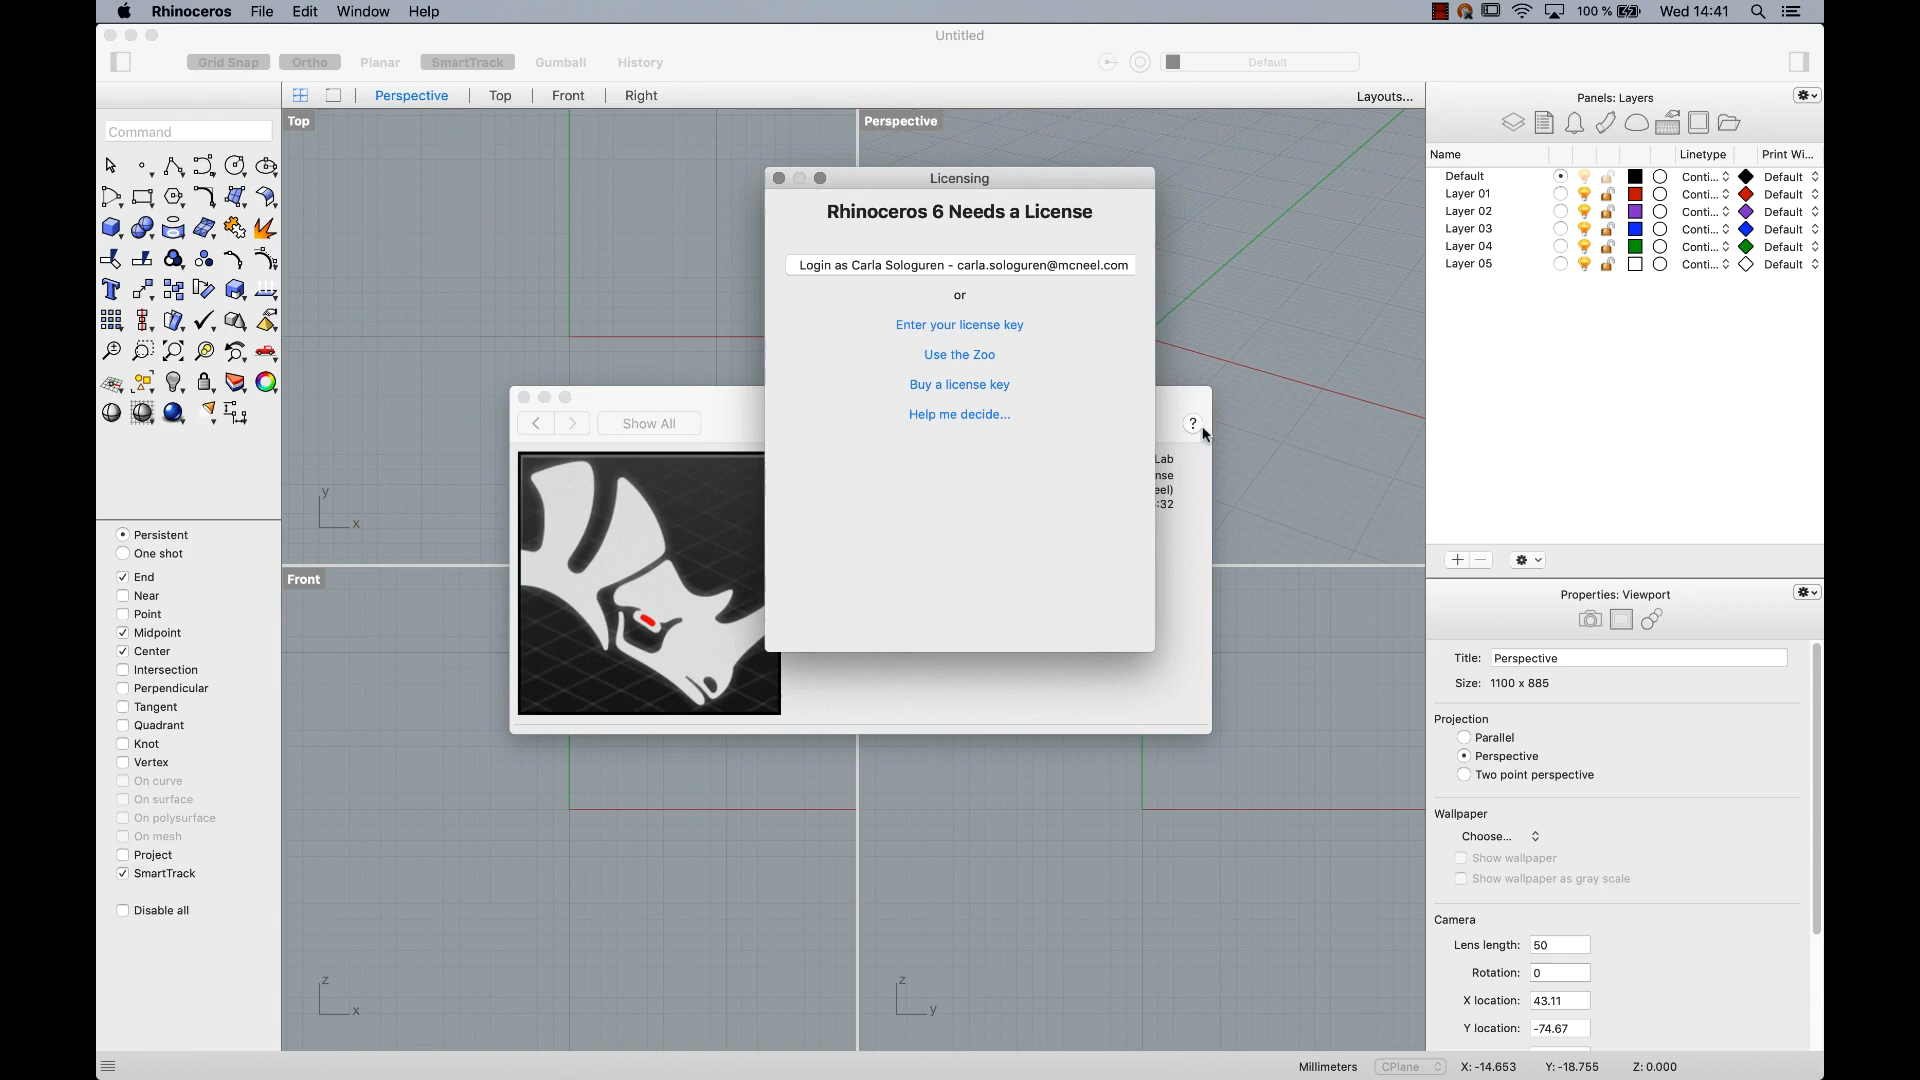 Rhinoceros File Edit Window Help
100 % Wed 14:41
Untitled
Grid Snap Ortho Planar SmartTrack Gumball History
Default
Perspective Top Front Right
Layouts...
Command
Top
Perspective
Front
y
x
z
x
z
y
Licensing
Rhinoceros 6 Needs a License
Login as Carla Sologuren - carla.sologuren@mcneel.com
or
Enter your license key
Use the Zoo
Buy a license key
Help me decide...
Show All
?
Lab
nse
eel)
:32
Persistent
One shot
End
Near
Point
Midpoint
Center
Intersection
Perpendicular
Tangent
Quadrant
Knot
Vertex
On curve
On surface
On polysurface
On mesh
Project
SmartTrack
Disable all
Panels: Layers
Name Linetype Print Wi...
Default Conti... Default
Layer 01 Conti... Default
Layer 02 Conti... Default
Layer 03 Conti... Default
Layer 04 Conti... Default
Layer 05 Conti... Default
Properties: Viewport
Title: Perspective
Size: 1100 x 885
Projection
Parallel
Perspective
Two point perspective
Wallpaper
Choose...
Show wallpaper
Show wallpaper as gray scale
Camera
Lens length: 50
Rotation: 0
X location: 43.11
Y location: -74.67
Millimeters CPlane X: -14.653 Y: -18.755 Z: 0.000